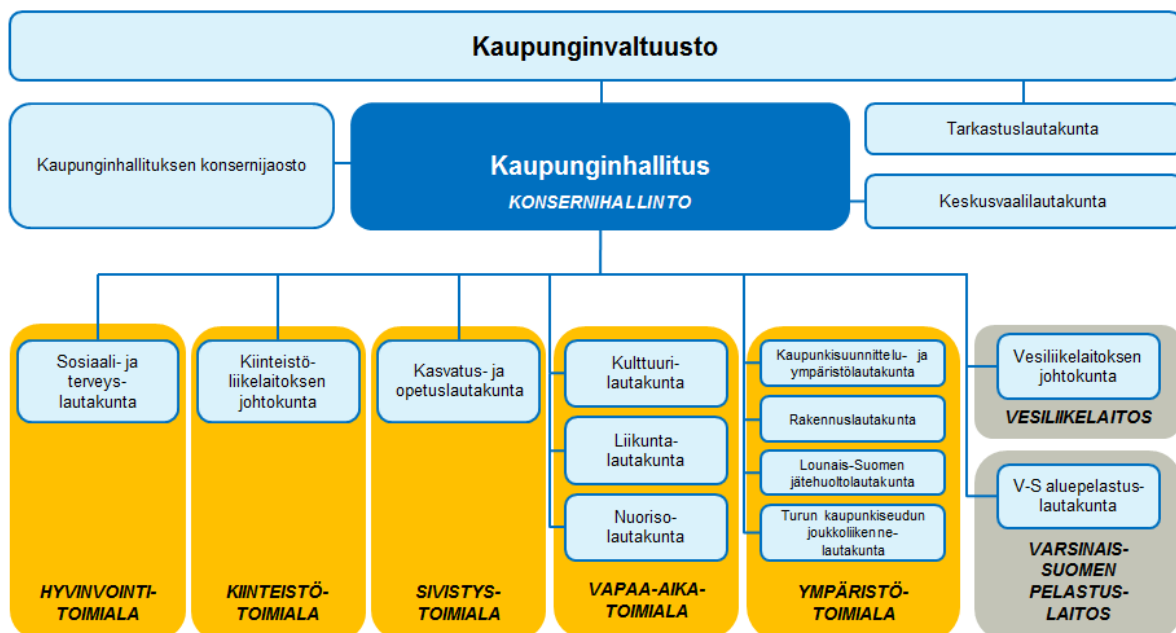 Kaupunginvaltuusto
Kaupunginhallituksen konsernijaosto
Kaupunginhallitus
KONSERNIHALLINTO
Tarkastuslautakunta
Keskusvaalilautakunta
Sosiaali- ja
terveys-
lautakunta
HYVINVOINTI-
TOIMIALA
Kiinteistö-
liikelaitoksen
johtokunta
KIINTEISTÖ-
TOIMIALA
Kasvatus- ja
opetuslautakunta
SIVISTYS-
TOIMIALA
Kulttuuri-
lautakunta
Liikunta-
lautakunta
Nuoriso-
lautakunta
VAPAA-AIKA-
TOIMIALA
Kaupunkisuunnittelu- ja
ympäristölautakunta
Rakennuslautakunta
Lounais-Suomen
jätehuoltolautakunta
Turun kaupunkiseudun
joukkoliikenne-
lautakunta
YMPÄRISTÖ-
TOIMIALA
Vesiliikelaitoksen
johtokunta
VESILIIKELAITOS
V-S aluepelastus-
lautakunta
VARSINAIS-
SUOMEN
PELASTUS-
LAITOS